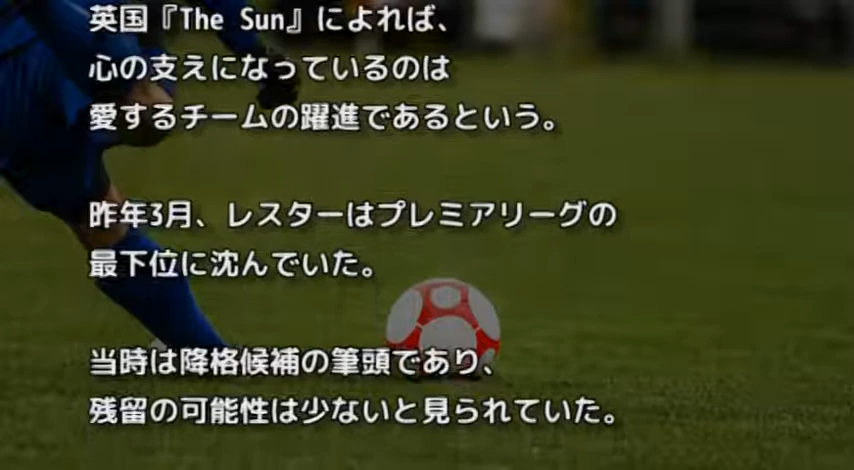 英国『The Sun』によれば、
心の支えになっているのは
愛するチームの躍進であるという。
昨年3月、レスターはプレミアリーグの
最下位に沈んでいた。
当時は降格候補の筆頭であり、
残留の可能性は少ないと見られていた。